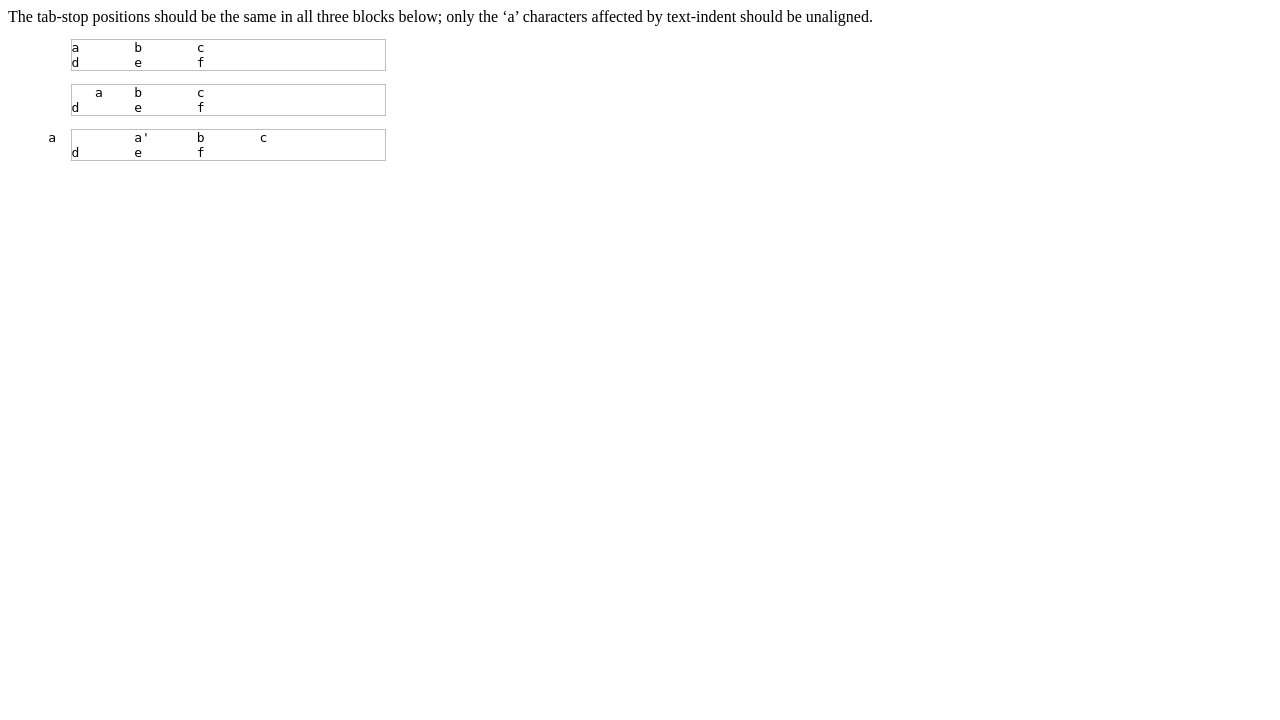 The tab-stop positions should be the same in all three blocks below; only the ‘a’ characters affected by text-indent should be unaligned.
a	b	c
d	e	f
a	b	c
d	e	f
a	a'	b	c
d	e	f